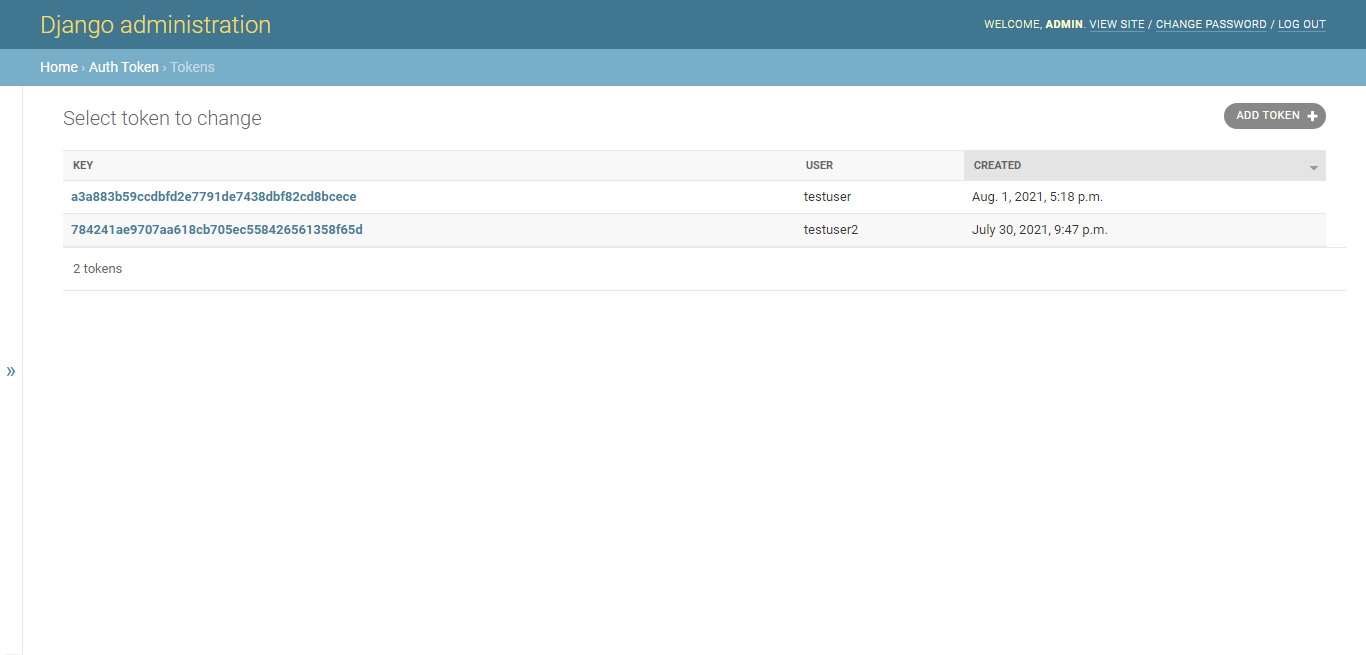 Django administration
WELCOME, ADMIN. VIEW SITE / CHANGE PASSWORD / LOG OUT
Home › Auth Token › Tokens
Select token to change
ADD TOKEN +
KEY USER CREATED
a3a883b59ccdbfd2e7791de7438dbf82cd8bcece testuser Aug. 1, 2021, 5:18 p.m.
784241ae9707aa618cb705ec558426561358f65d testuser2 July 30, 2021, 9:47 p.m.
2 tokens
»